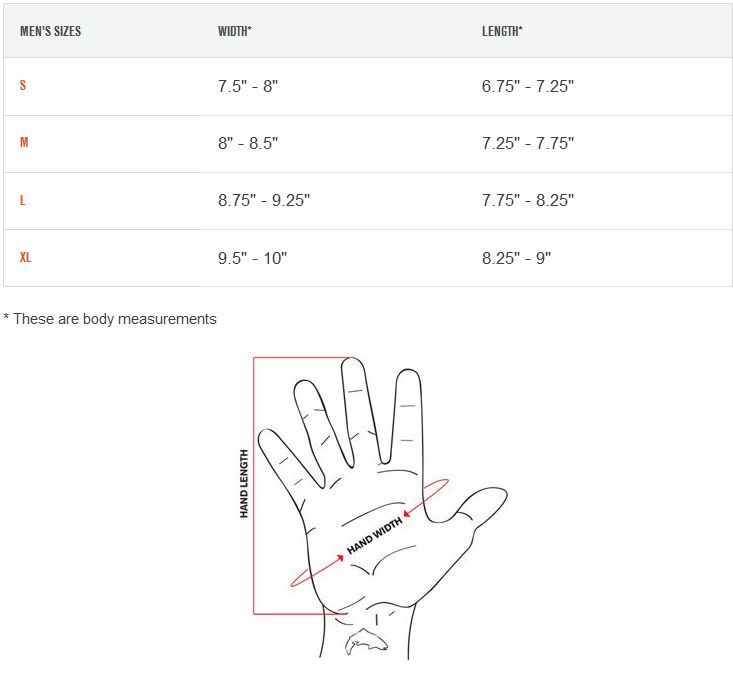 MEN'S SIZES WIDTH* LENGTH*
S 7.5" - 8" 6.75" - 7.25"
M 8" - 8.5" 7.25" - 7.75"
L 8.75" - 9.25" 7.75" - 8.25"
XL 9.5" - 10" 8.25" - 9"
* These are body measurements
HAND LENGTH
HAND WIDTH